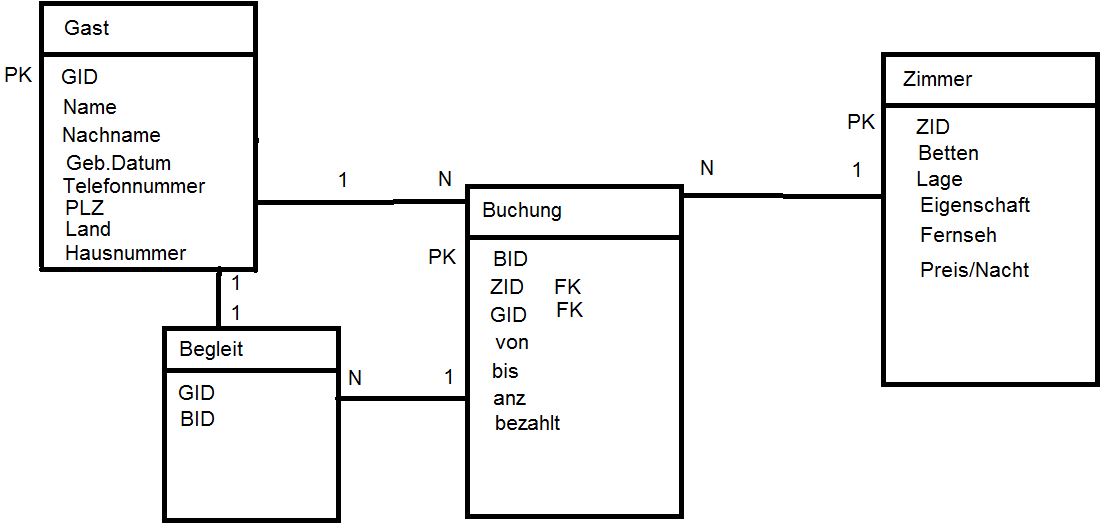 Gast
PK GID
Name
Nachname
Geb.Datum
Telefonnummer
PLZ
Land
Hausnummer
1 N
1
1
Begleit
GID
BID
N 1
Buchung
PK BID
ZID FK
GID FK
von
bis
anz
bezahlt
N 1
Zimmer
PK ZID
Betten
Lage
Eigenschaft
Fernseh
Preis/Nacht